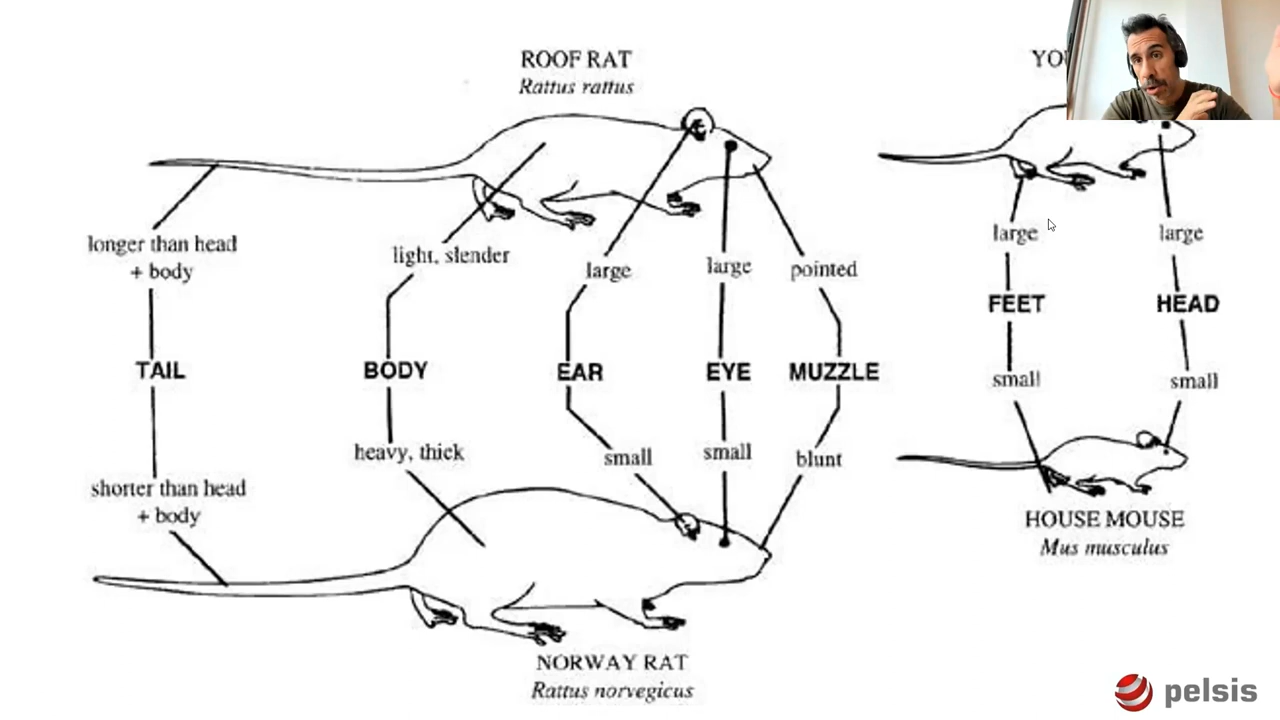 ROOF RAT
Rattus rattus
longer than head
+ body
light, slender
large
large
pointed
large
large
FEET
HEAD
TAIL
BODY
EAR
EYE
MUZZLE
small
small
heavy, thick
small
small
blunt
shorter than head
+ body
HOUSE MOUSE
Mus musculus
NORWAY RAT
Rattus norvegicus
pelsis